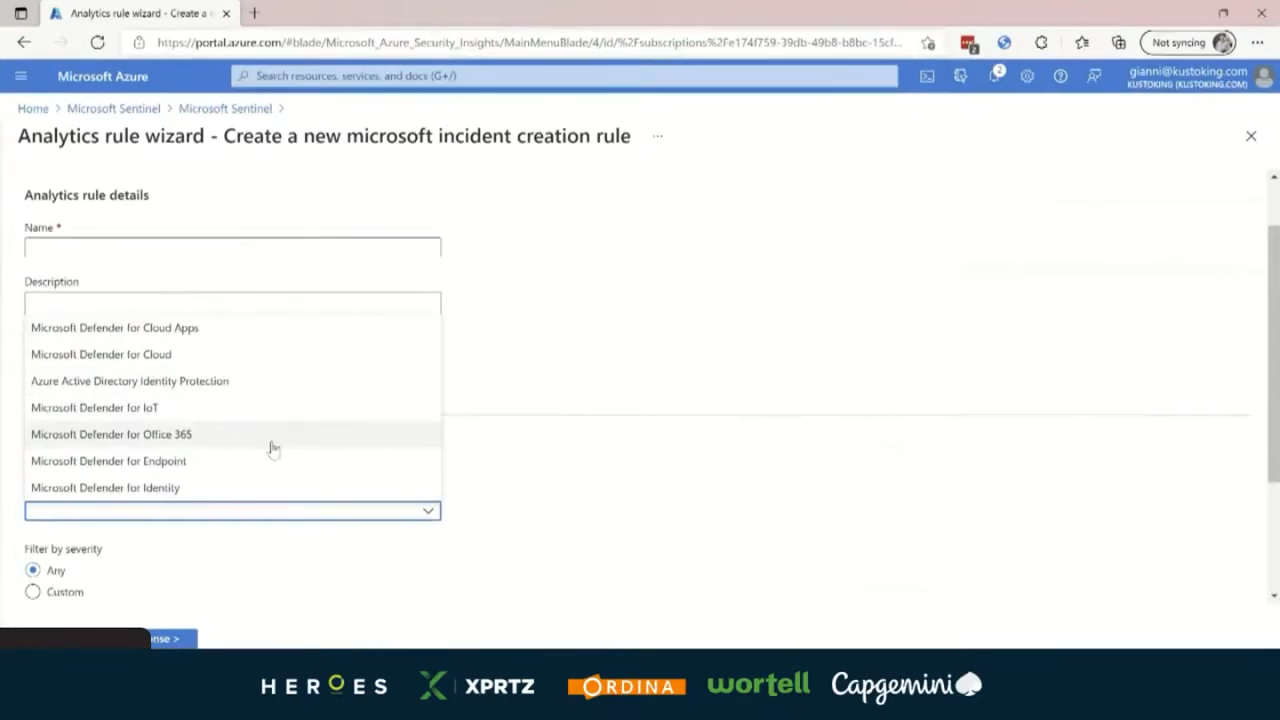 Analytics rule wizard - Create a n
https://portal.azure.com/#blade/Microsoft_Azure_Security_Insights/MainMenuBlade/4/id/%2Fsubscriptions%2Fe174f759-39db-49b8-b8bc-15cf...
Not syncing
Microsoft Azure
Search resources, services, and docs (G+/)
2
gianni@kustoking.com
KUSTOKING (KUSTOKING.COM)
Home > Microsoft Sentinel > Microsoft Sentinel >
Analytics rule wizard - Create a new microsoft incident creation rule ...
Analytics rule details
Name *
Description
Microsoft Defender for Cloud Apps
Microsoft Defender for Cloud
Azure Active Directory Identity Protection
Microsoft Defender for IoT
Microsoft Defender for Office 365
Microsoft Defender for Endpoint
Microsoft Defender for Identity
Filter by severity
Any
Custom
nse >
HEROES XPRTZ ORDINA wortell Capgemini